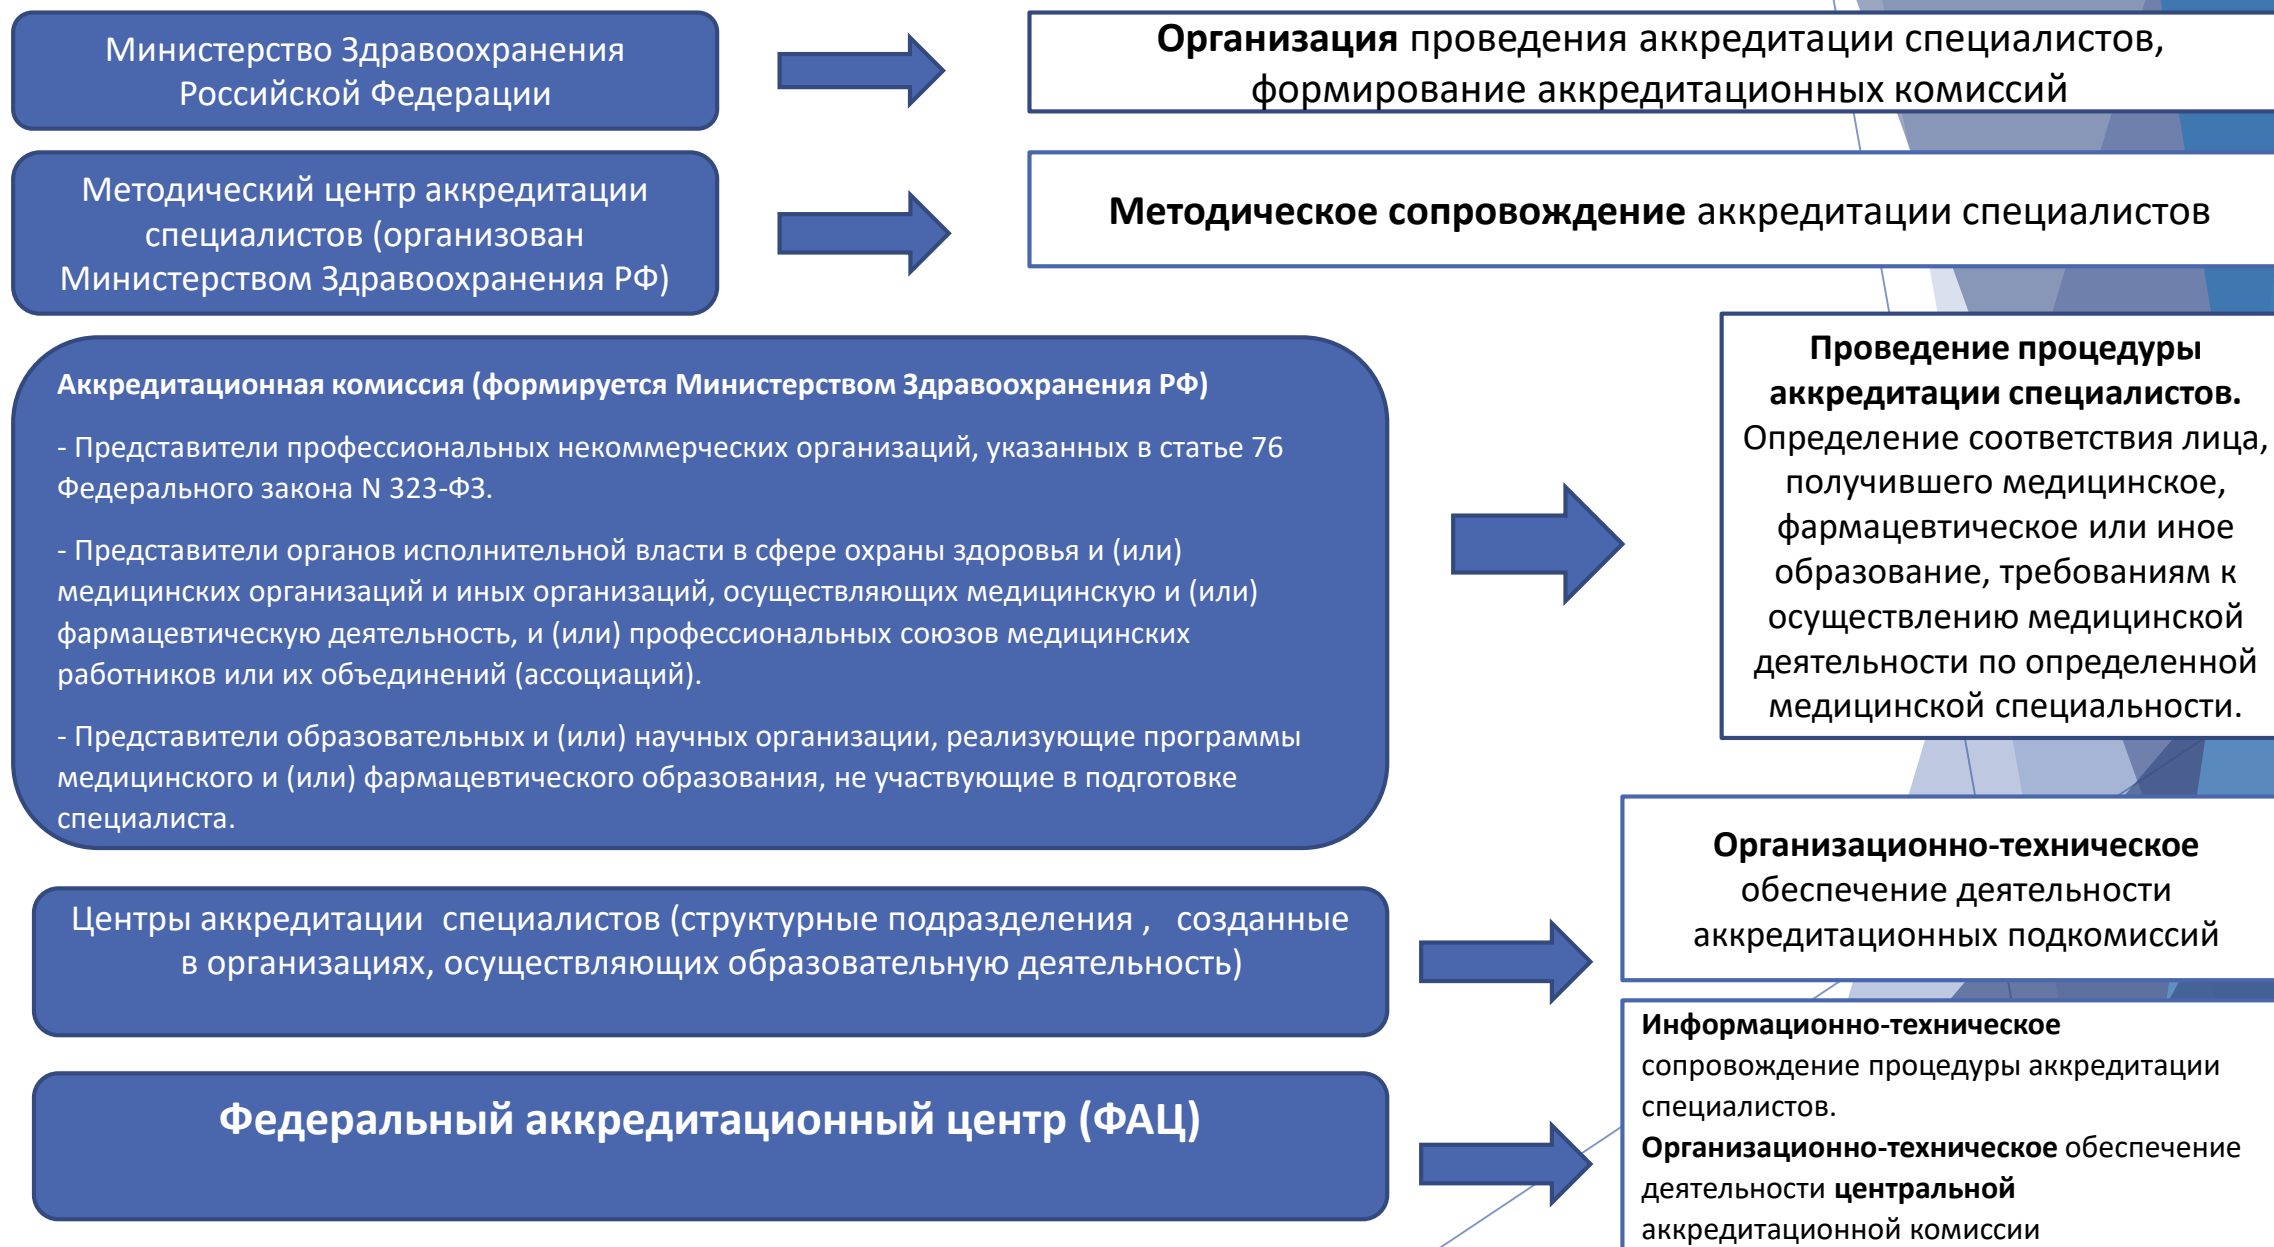 Министерство Здравоохранения
Российской Федерации
Организация проведения аккредитации специалистов,
формирование аккредитационных комиссий
Методический центр аккредитации
специалистов (организован
Министерством Здравоохранения РФ)
Методическое сопровождение аккредитации специалистов
Аккредитационная комиссия (формируется Министерством Здравоохранения РФ)
- Представители профессиональных некоммерческих организаций, указанных в статье 76
Федерального закона N 323-ФЗ.
- Представители органов исполнительной власти в сфере охраны здоровья и (или)
медицинских организаций и иных организаций, осуществляющих медицинскую и (или)
фармацевтическую деятельность, и (или) профессиональных союзов медицинских
работников или их объединений (ассоциаций).
- Представители образовательных и (или) научных организации, реализующие программы
медицинского и (или) фармацевтического образования, не участвующие в подготовке
специалиста.
Проведение процедуры
аккредитации специалистов.
Определение соответствия лица,
получившего медицинское,
фармацевтическое или иное
образование, требованиям к
осуществлению медицинской
деятельности по определенной
медицинской специальности.
Центры аккредитации специалистов (структурные подразделения , созданные
в организациях, осуществляющих образовательную деятельность)
Организационно-техническое
обеспечение деятельности
аккредитационных подкомиссий
Федеральный аккредитационный центр (ФАЦ)
Информационно-техническое
сопровождение процедуры аккредитации
специалистов.
Организационно-техническое обеспечение
деятельности центральной
аккредитационной комиссии